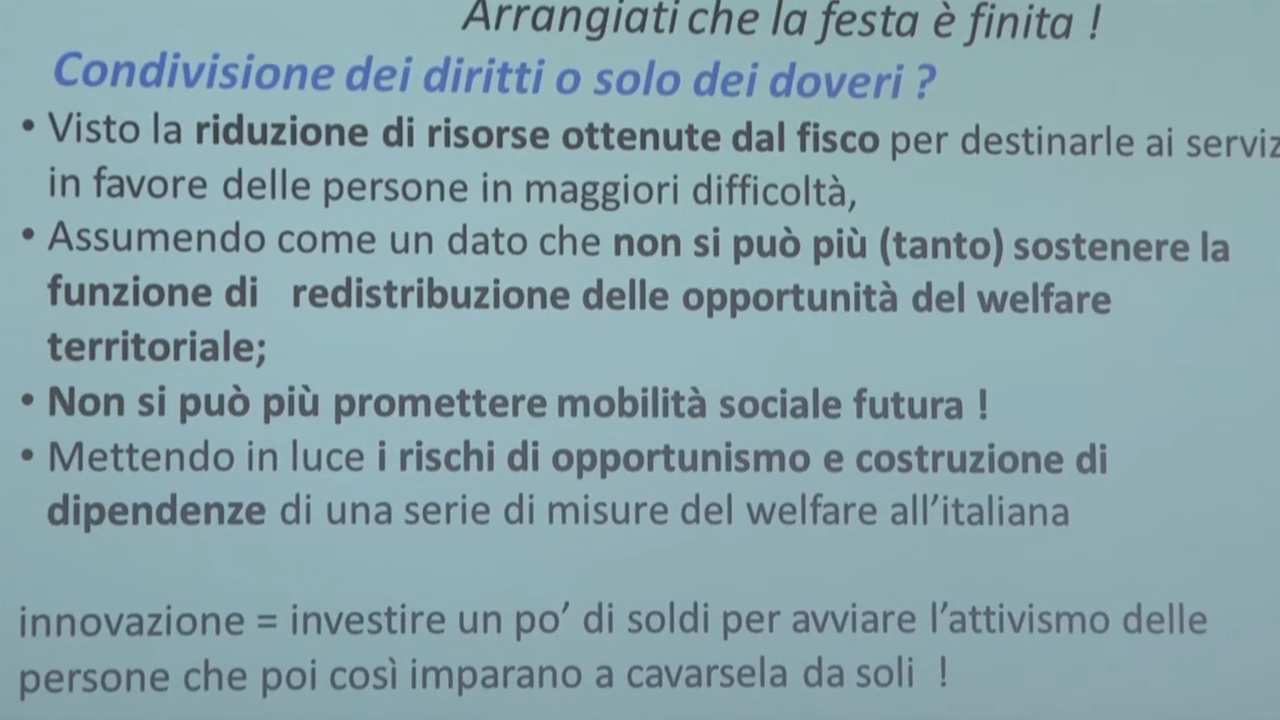 Arrangiati che la festa è finita !
Condivisione dei diritti o solo dei doveri ?
• Visto la riduzione di risorse ottenute dal fisco per destinarle ai serviz
in favore delle persone in maggiori difficoltà,
• Assumendo come un dato che non si può più (tanto) sostenere la
funzione di redistribuzione delle opportunità del welfare
territoriale;
• Non si può più promettere mobilità sociale futura !
• Mettendo in luce i rischi di opportunismo e costruzione di
dipendenze di una serie di misure del welfare all'italiana
innovazione = investire un po' di soldi per avviare l'attivismo delle
persone che poi così imparano a cavarsela da soli !